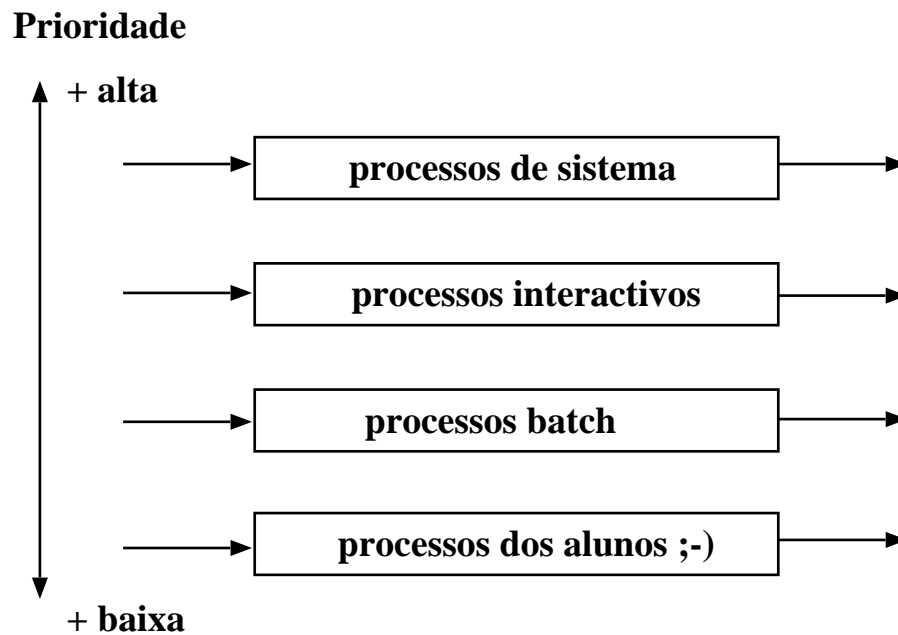 Prioridade
+ alta
processos de sistema
processos interactivos
processos batch
processos dos alunos ;-)
+ baixa